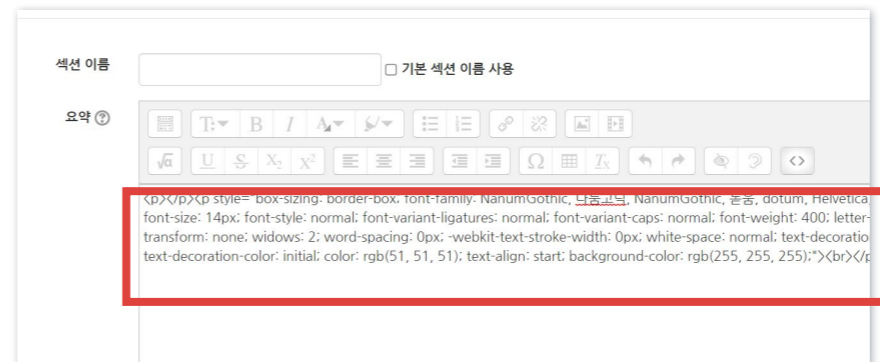 섹션 이름
기본 섹션 이름 사용
요약
<p></p><p style="box-sizing: border-box; font-family: NanumGothic, 나눔고딕, NanumGothic, 돋움, dotum, Helvetica
font-size: 14px; font-style: normal; font-variant-ligatures: normal; font-variant-caps: normal; font-weight: 400; letter-
transform: none; widows: 2; word-spacing: 0px; -webkit-text-stroke-width: 0px; white-space: normal; text-decoratio
text-decoration-color: initial; color: rgb(51, 51, 51); text-align: start; background-color: rgb(255, 255, 255);"><br></p